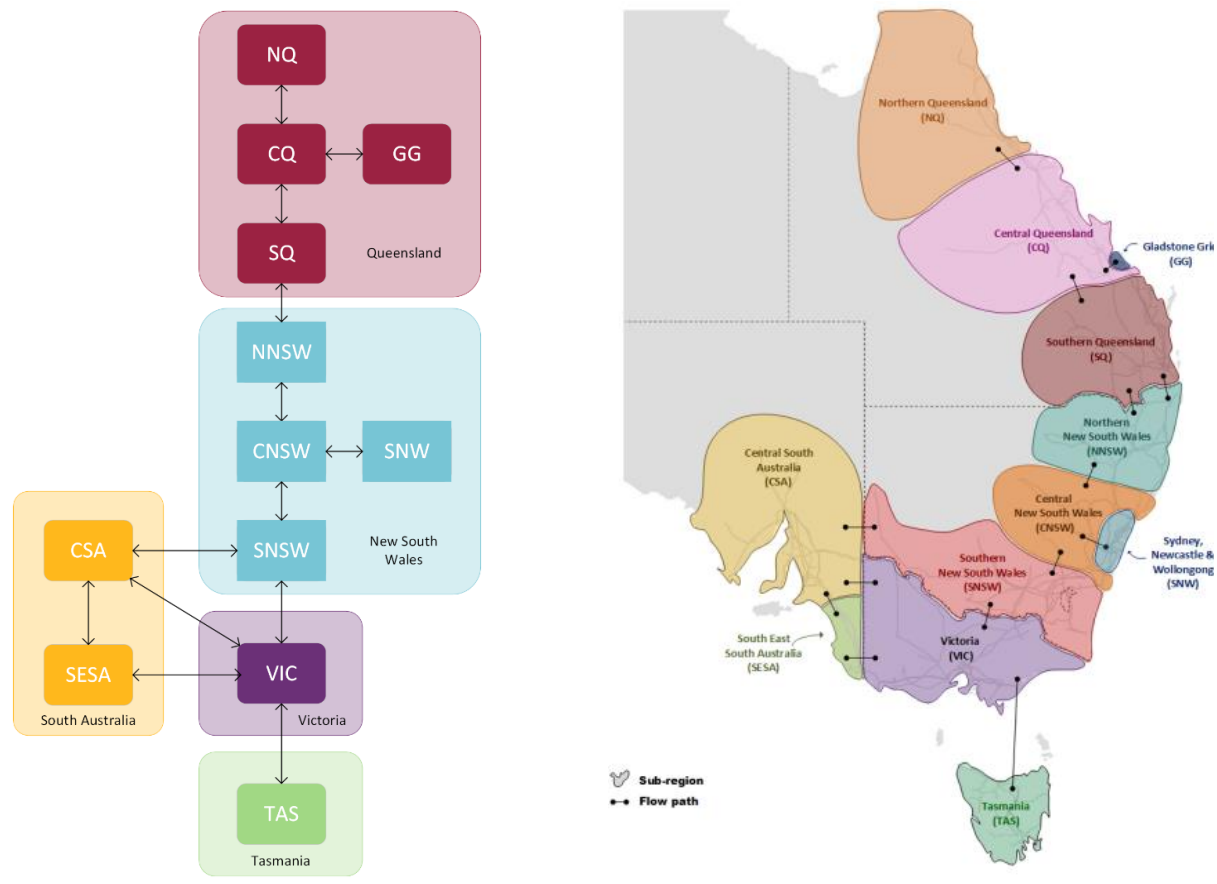 NQ
CQ
GG
SQ
Queensland
NNSW
CNSW
SNW
SNSW
New South
Wales
CSA
SESA
South Australia
VIC
Victoria
TAS
Tasmania
Northern Queensland
(NQ)
Central Queensland
(CQ)
Gladstone Gri
(GG)
Southern Queensland
(SQ)
Northern
New South Wales
(NNSW)
Central South
Australia
(CSA)
Central
New South Wales
(CNSW)
Sydney,
Newcastle &
Wollongong
(SNW)
Southern
New South Wales
(SNSW)
South East
South Australia
(SESA)
Victoria
(VIC)
Sub-region
Flow path
Tasmania
(TAS)